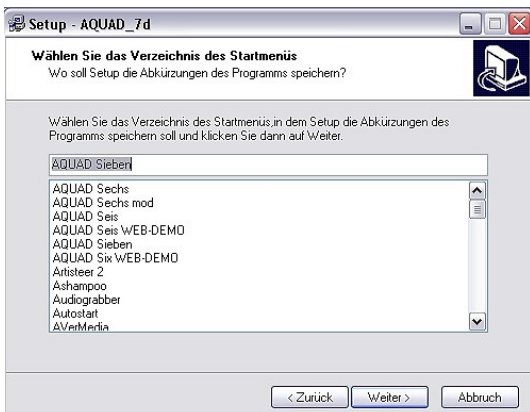 Setup - AQUAD_7d
Wählen Sie das Verzeichnis des Startmenüs
Wo soll Setup die Abkürzungen des Programms speichern?
Wählen Sie das Verzeichnis des Startmenüs,in dem Setup die Abkürzungen des
Programms speichern soll und klicken Sie dann auf Weiter.
AQUAD Sieben
AQUAD Sechs
AQUAD Sechs mod
AQUAD Seis
AQUAD Seis WEB-DEMO
AQUAD Sieben
AQUAD Six WEB-DEMO
Artisteer 2
Ashampoo
Audiograbber
Autostart
AVerMedia
< Zurück
Weiter >
Abbruch